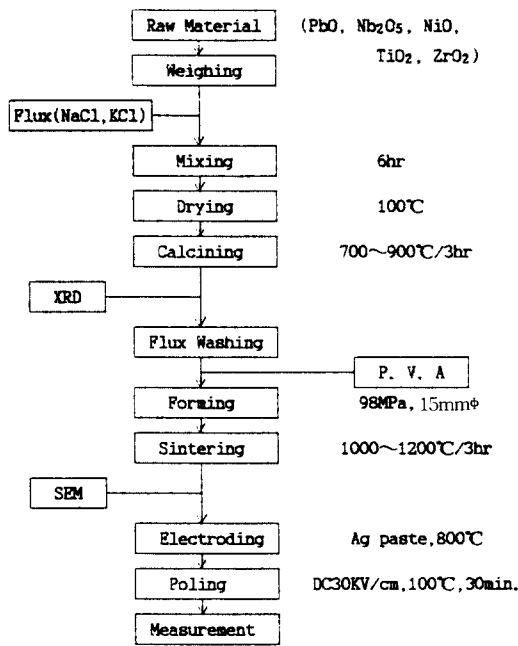 Raw Material (PbO, Nb₂O₅, NiO,
TiO₂, ZrO₂)
Weighing
Flux(NaCl,KCl)
Mixing 6hr
Drying 100℃
Calcining 700～900℃/3hr
XRD
Flux Washing
P. V. A
Forming 98MPa, 15mmΦ
Sintering 1000～1200℃/3hr
SEM
Electroding Ag paste,800℃
Poling DC30KV/cm,100℃,30min.
Measurement